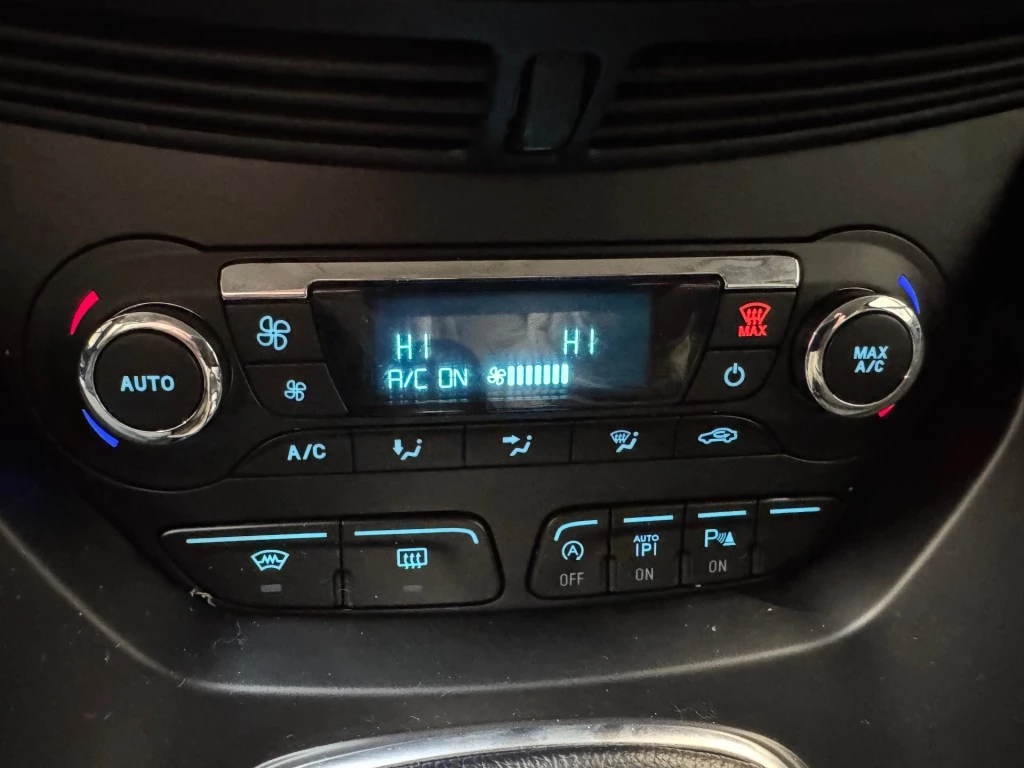 HI HI
A/C ON
AUTO
MAX
MAX
A/C
A/C
A
OFF
AUTO
P
ON
P
ON